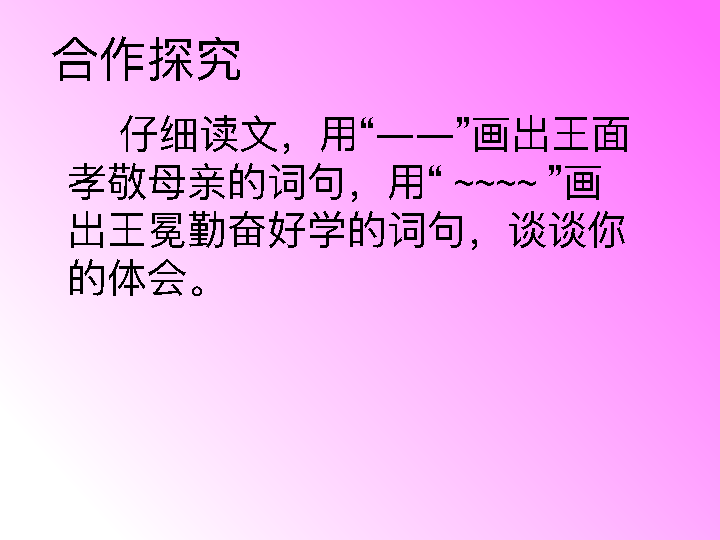 合作探究
仔细读文，用“——”画出王面
孝敬母亲的词句，用“ ~~~~ ”画
出王冕勤奋好学的词句，谈谈你
的体会。